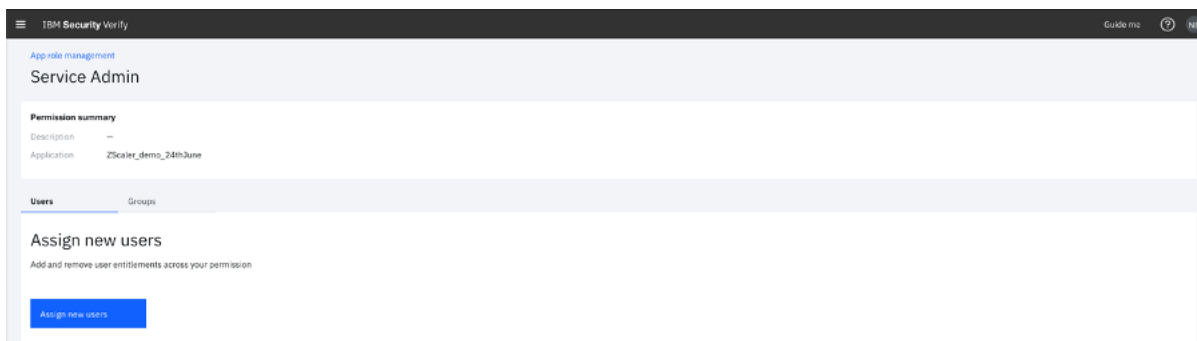 IBM Security Verify
Guide me
App role management
Service Admin
Permission summary
Description —
Application ZScaler_demo_24thJune
Users Groups
Assign new users
Add and remove user entitlements across your permission
Assign new users